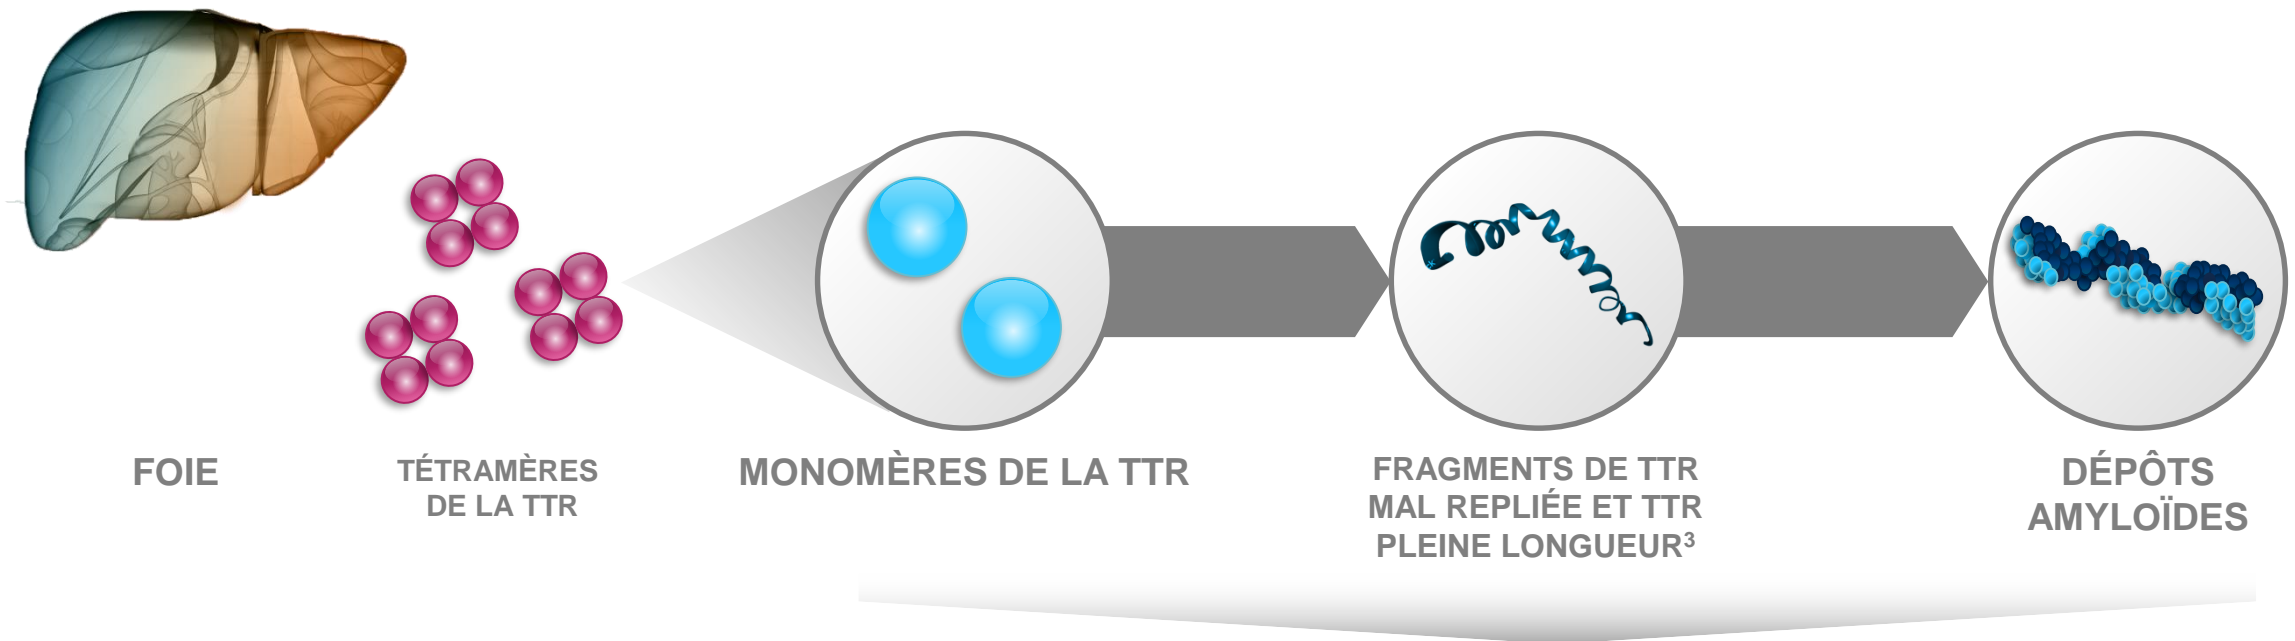 FOIE
TÉTRAMÈRES
DE LA TTR
MONOMÈRES DE LA TTR
FRAGMENTS DE TTR
MAL REPLIÉE ET TTR
PLEINE LONGUEUR³
DÉPÔTS
AMYLOÏDES